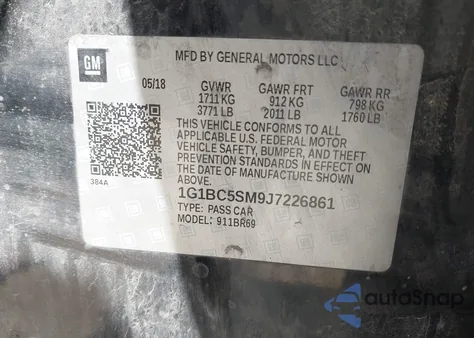 GM
MFD BY GENERAL MOTORS LLC
05/18 GVWR GAWR FRT GAWR RR
1711 KG 912 KG 798 KG
3771 LB 2011 LB 1760 LB
THIS VEHICLE CONFORMS TO ALL
APPLICABLE U.S. FEDERAL MOTOR
VEHICLE SAFETY, BUMPER, AND THEFT
PREVENTION STANDARDS IN EFFECT ON
THE DATE OF MANUFACTURE SHOWN
ABOVE.
384A
1G1BC5SM9J7226861
TYPE: PASS CAR
MODEL: 911BR69
autoSnap